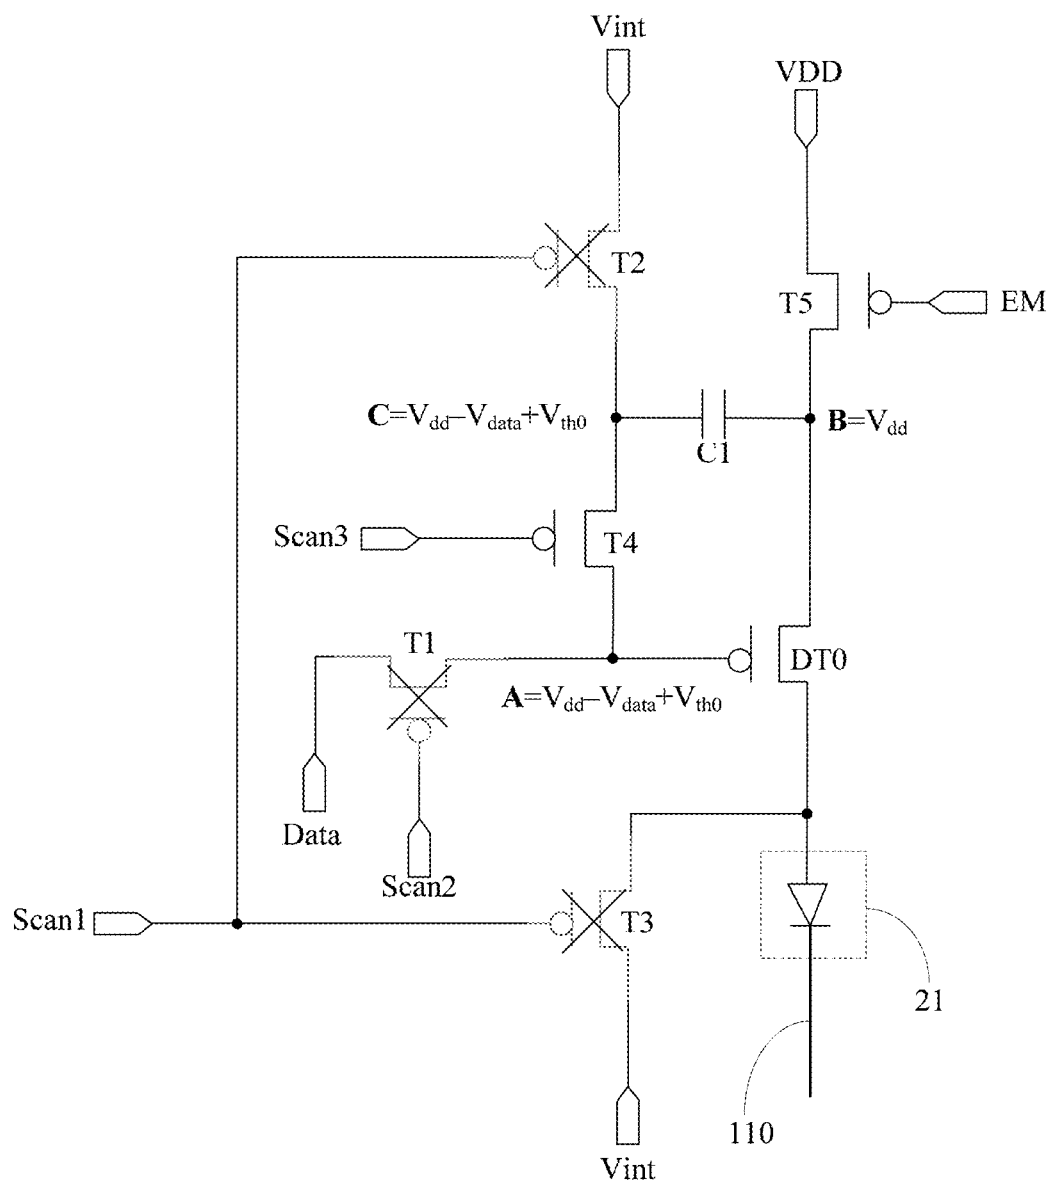 Vint
VDD
T2
T5
EM
C=Vdd–Vdata+Vth0
B=Vdd
C1
Scan3
T4
T1
DT0
A=Vdd–Vdata+Vth0
Data
Scan2
Scan1
T3
21
110
Vint